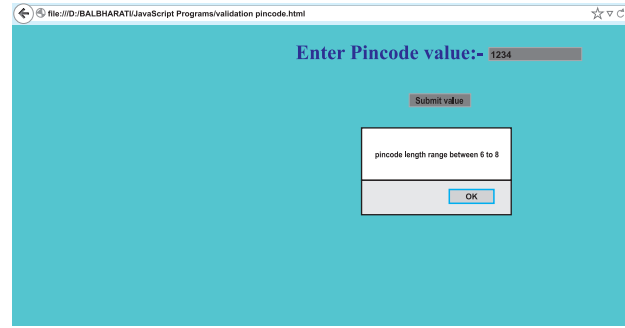 file:///D:/BALBHARATI/JavaScript Programs/validation pincode.html
Enter Pincode value:- 1234
Submit value
pincode length range between 6 to 8
OK